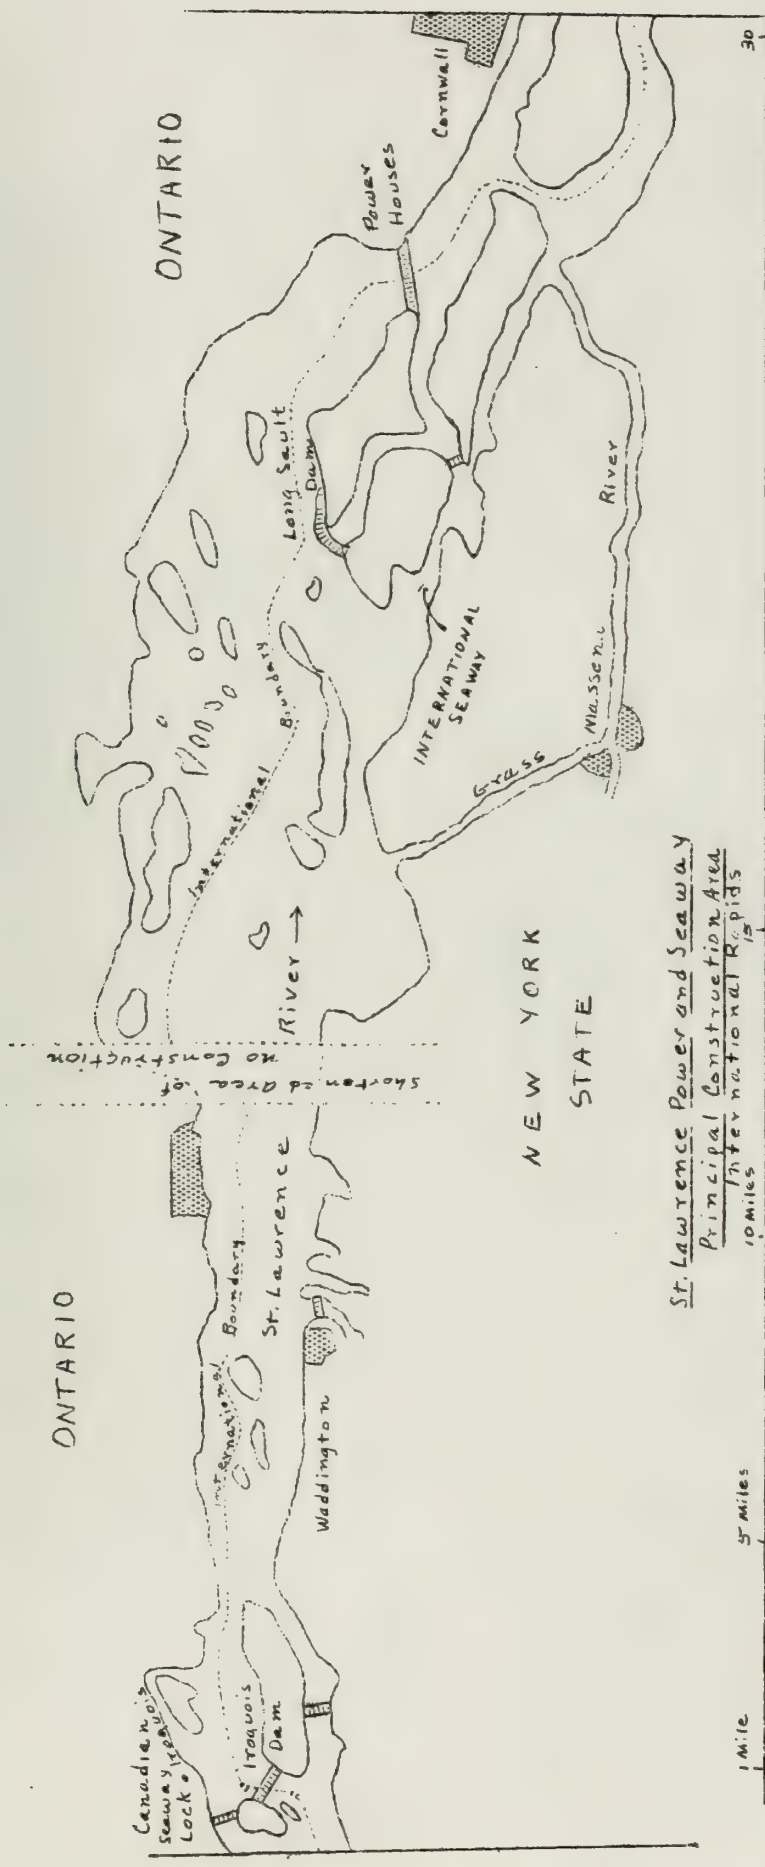 ONTARIO
ONTARIO
Canadian
Seaway Iroquois
Lock
Iroquois
Dam
International
Boundary
St. Lawrence
Waddington
Shortened area of
no Construction
River →
International
Boundary
Long Sault
Dam
Power
Houses
Cornwall
INTERNATIONAL
SEAWAY
Grass
River
Massena
NEW YORK
STATE
St. Lawrence Power and Seaway
Principal Construction Area
International Rapids
1 Mile
5 Miles
10 Miles
15
30